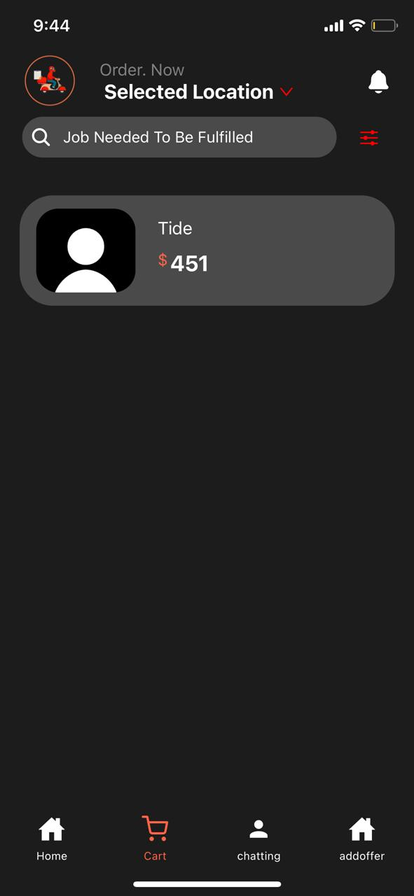 9:44
Order. Now
Selected Location
Job Needed To Be Fulfilled
Tide
$451
Home Cart chatting addoffer